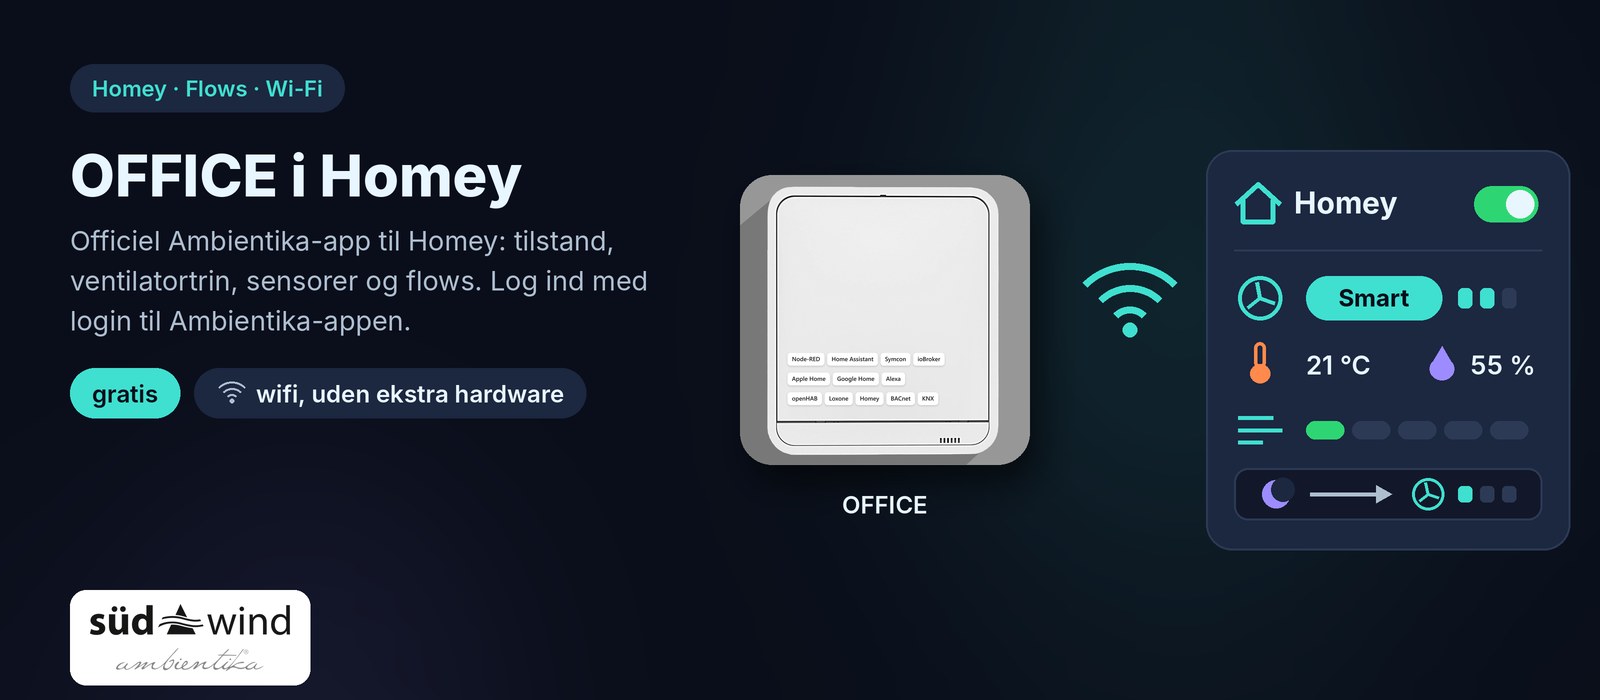 Homey · Flows · Wi-Fi
OFFICE i Homey
Officiel Ambientika-app til Homey: tilstand,
ventilatortrin, sensorer og flows. Log ind med
login til Ambientika-appen.
gratis
wifi, uden ekstra hardware
Node-RED Home Assistant Symcon ioBroker
Apple Home Google Home Alexa
openHAB Loxone Homey BACnet KNX
OFFICE
Homey
Smart
21 °C 55 %
süd wind
ambientika®